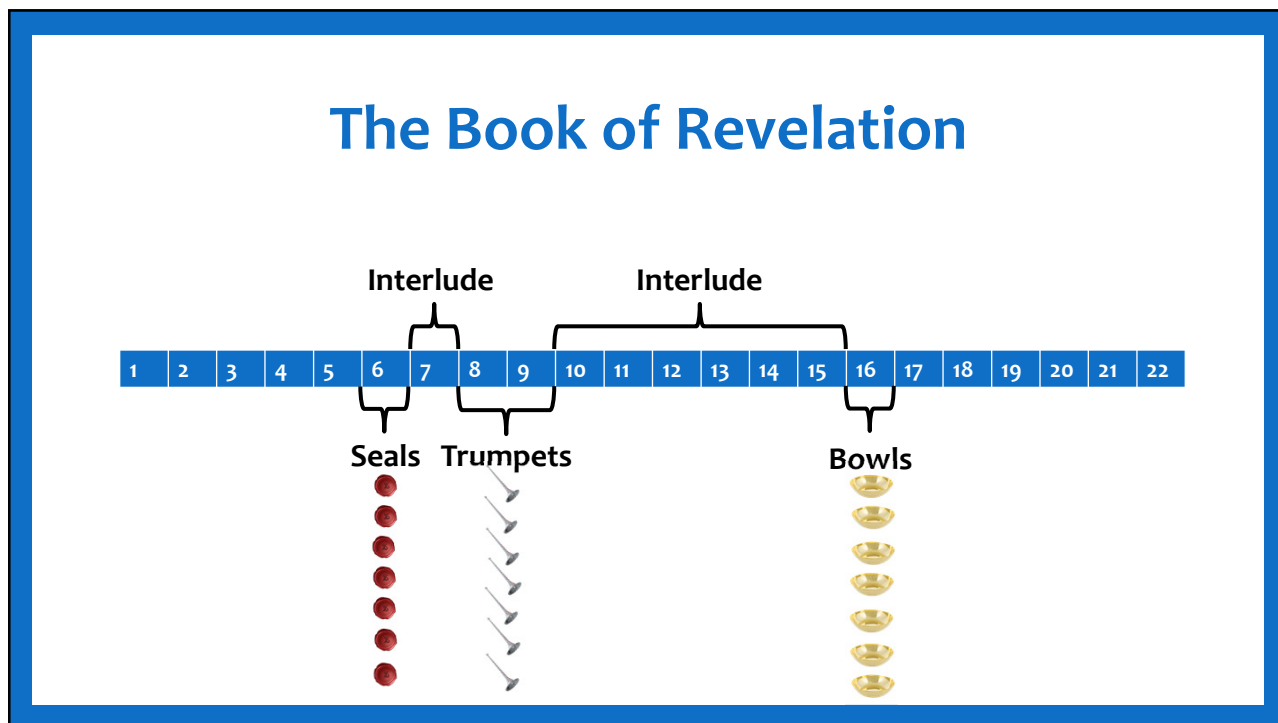 The Book of Revelation
Interlude Interlude
1 2 3 4 5 6 7 8 9 10 11 12 13 14 15 16 17 18 19 20 21 22
Seals Trumpets Bowls